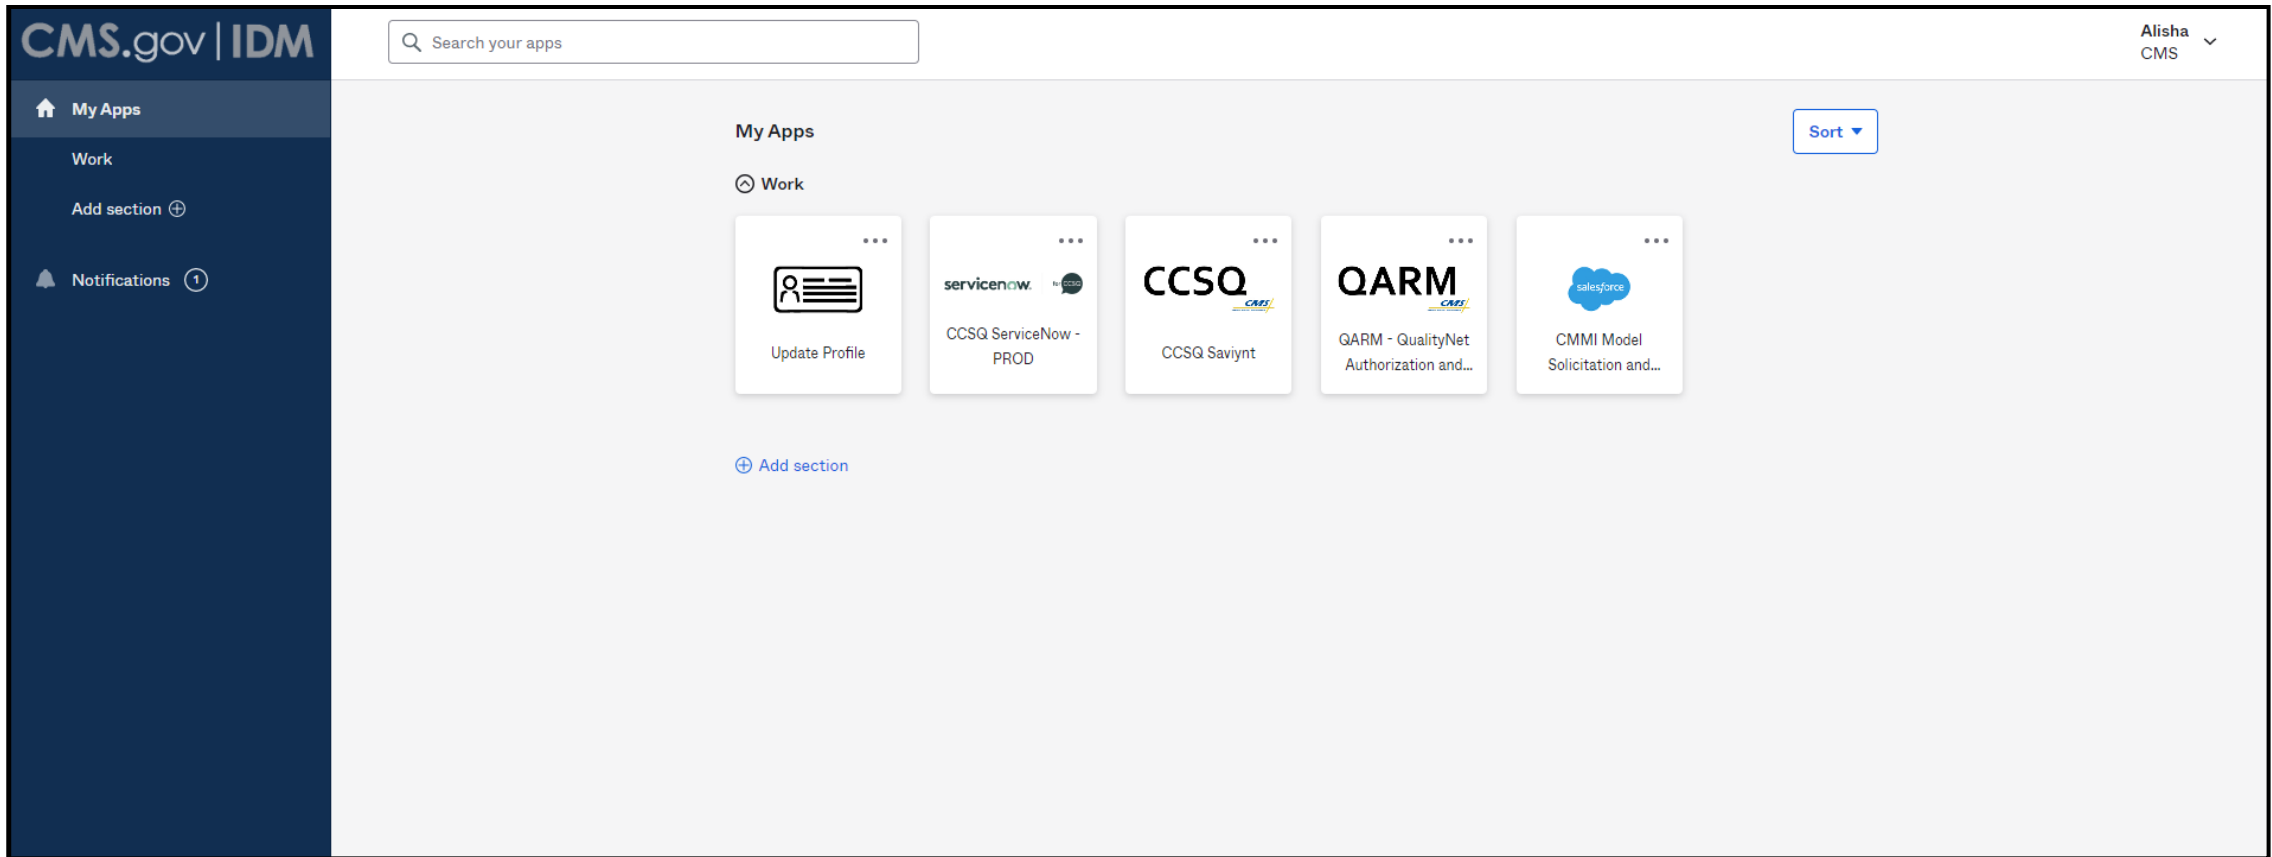 CMS.gov | IDM
Search your apps
Alisha
CMS
My Apps
Work
Add section
Notifications 1
My Apps
Sort
Work
servicenow. for CCSQ
CCSQ ServiceNow -
PROD
Update Profile
CCSQ
CMS
CCSQ Saviynt
QARM
CMS
QARM - QualityNet
Authorization and...
salesforce
CMMI Model
Solicitation and...
Add section